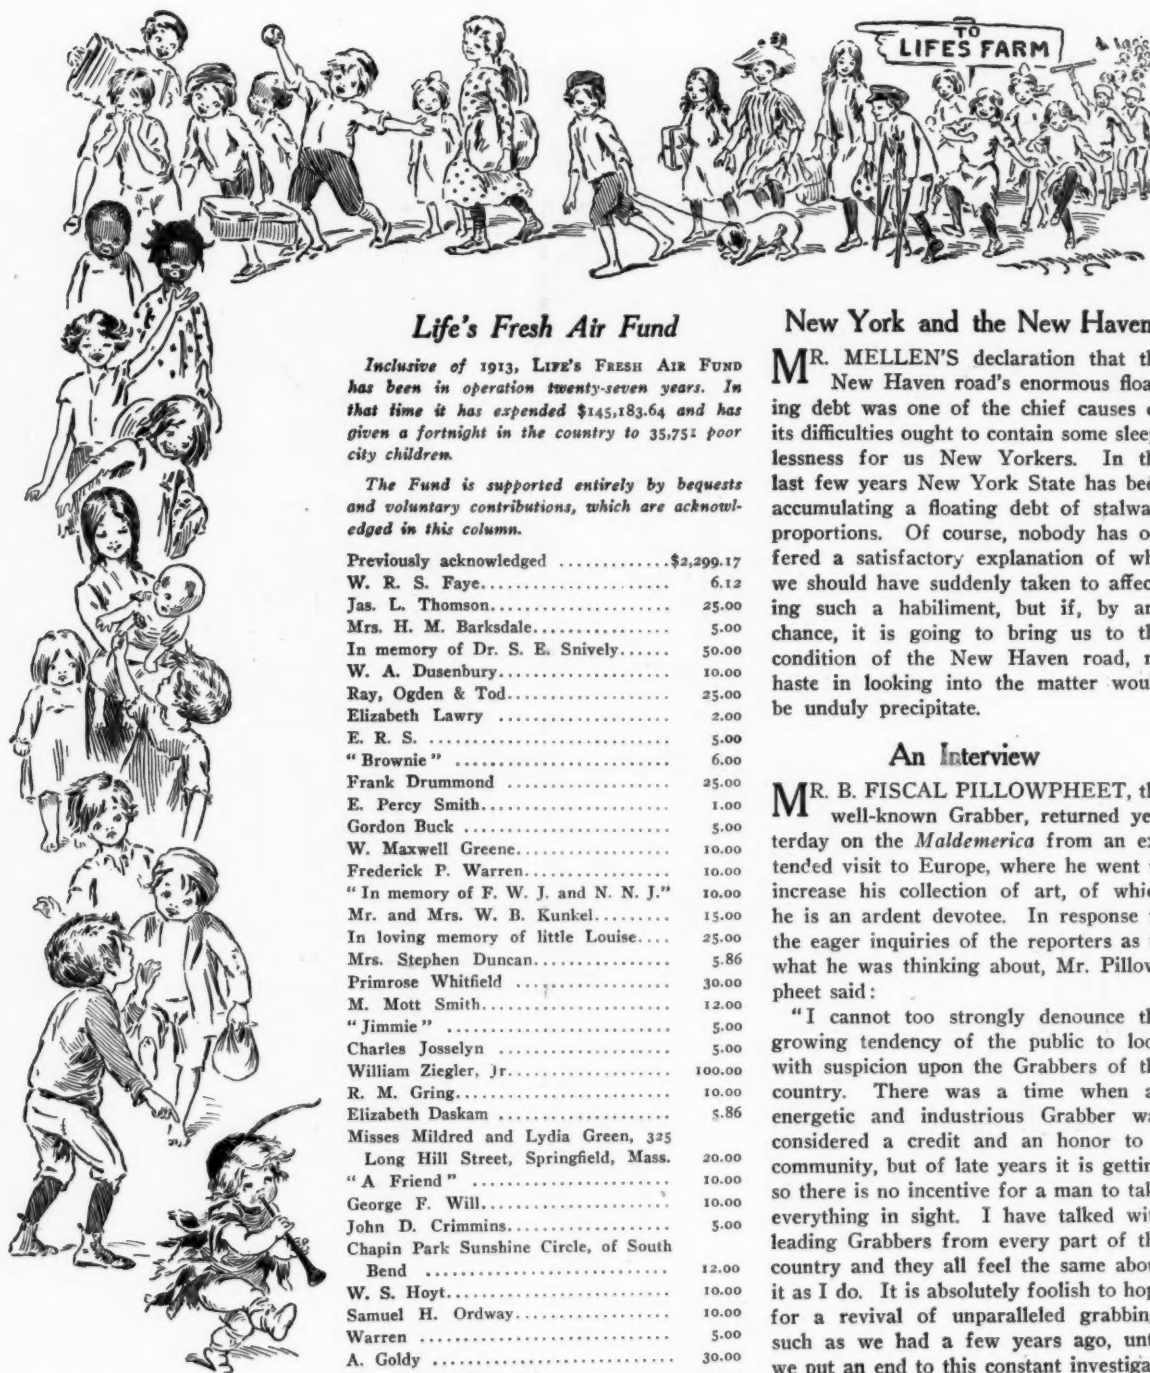 TO
LIFES FARM
Life's Fresh Air Fund
Inclusive of 1913, LIFE'S FRESH AIR FUND
has been in operation twenty-seven years. In
that time it has expended $145,183.64 and has
given a fortnight in the country to 35,751 poor
city children.
The Fund is supported entirely by bequests
and voluntary contributions, which are acknowl-
edged in this column.
Previously acknowledged .............$2,299.17
W. R. S. Faye...................... 6.12
Jas. L. Thomson..................... 25.00
Mrs. H. M. Barksdale................ 5.00
In memory of Dr. S. E. Snively...... 50.00
W. A. Dusenbury..................... 10.00
Ray, Ogden & Tod.................... 25.00
Elizabeth Lawry .................... 2.00
E. R. S. ........................... 5.00
"Brownie" .......................... 6.00
Frank Drummond ..................... 25.00
E. Percy Smith...................... 1.00
Gordon Buck ........................ 5.00
W. Maxwell Greene................... 10.00
Frederick P. Warren................. 10.00
"In memory of F. W. J. and N. N. J." 10.00
Mr. and Mrs. W. B. Kunkel......... 15.00
In loving memory of little Louise.... 25.00
Mrs. Stephen Duncan................. 5.86
Primrose Whitfield ................. 30.00
M. Mott Smith....................... 12.00
"Jimmie" ........................... 5.00
Charles Josselyn ................... 5.00
William Ziegler, Jr................. 100.00
R. M. Gring......................... 10.00
Elizabeth Daskam ................... 5.86
Misses Mildred and Lydia Green, 325
Long Hill Street, Springfield, Mass. 20.00
"A Friend" ......................... 10.00
George F. Will...................... 10.00
John D. Crimmins.................... 5.00
Chapin Park Sunshine Circle, of South
Bend ............................... 12.00
W. S. Hoyt.......................... 10.00
Samuel H. Ordway.................... 10.00
Warren ............................. 5.00
A. Goldy ........................... 30.00
New York and the New Haven
MR. MELLEN'S declaration that th
New Haven road's enormous floa
ing debt was one of the chief causes o
its difficulties ought to contain some slee
lessness for us New Yorkers. In th
last few years New York State has bee
accumulating a floating debt of stalwa
proportions. Of course, nobody has o
fered a satisfactory explanation of wh
we should have suddenly taken to affec
ing such a habiliment, but if, by an
chance, it is going to bring us to th
condition of the New Haven road, n
haste in looking into the matter wou
be unduly precipitate.
An Interview
MR. B. FISCAL PILLOWPHEET, th
well-known Grabber, returned ye
terday on the Maldemerica from an ex
tended visit to Europe, where he went
increase his collection of art, of whic
he is an ardent devotee. In response
the eager inquiries of the reporters as
what he was thinking about, Mr. Pillow
pheet said:
"I cannot too strongly denounce th
growing tendency of the public to loo
with suspicion upon the Grabbers of th
country. There was a time when a
energetic and industrious Grabber wa
considered a credit and an honor to
community, but of late years it is gettin
so there is no incentive for a man to tak
everything in sight. I have talked wit
leading Grabbers from every part of th
country and they all feel the same abou
it as I do. It is absolutely foolish to hop
for a revival of unparalleled grabbin
such as we had a few years ago, unt
we put an end to this constant investiga